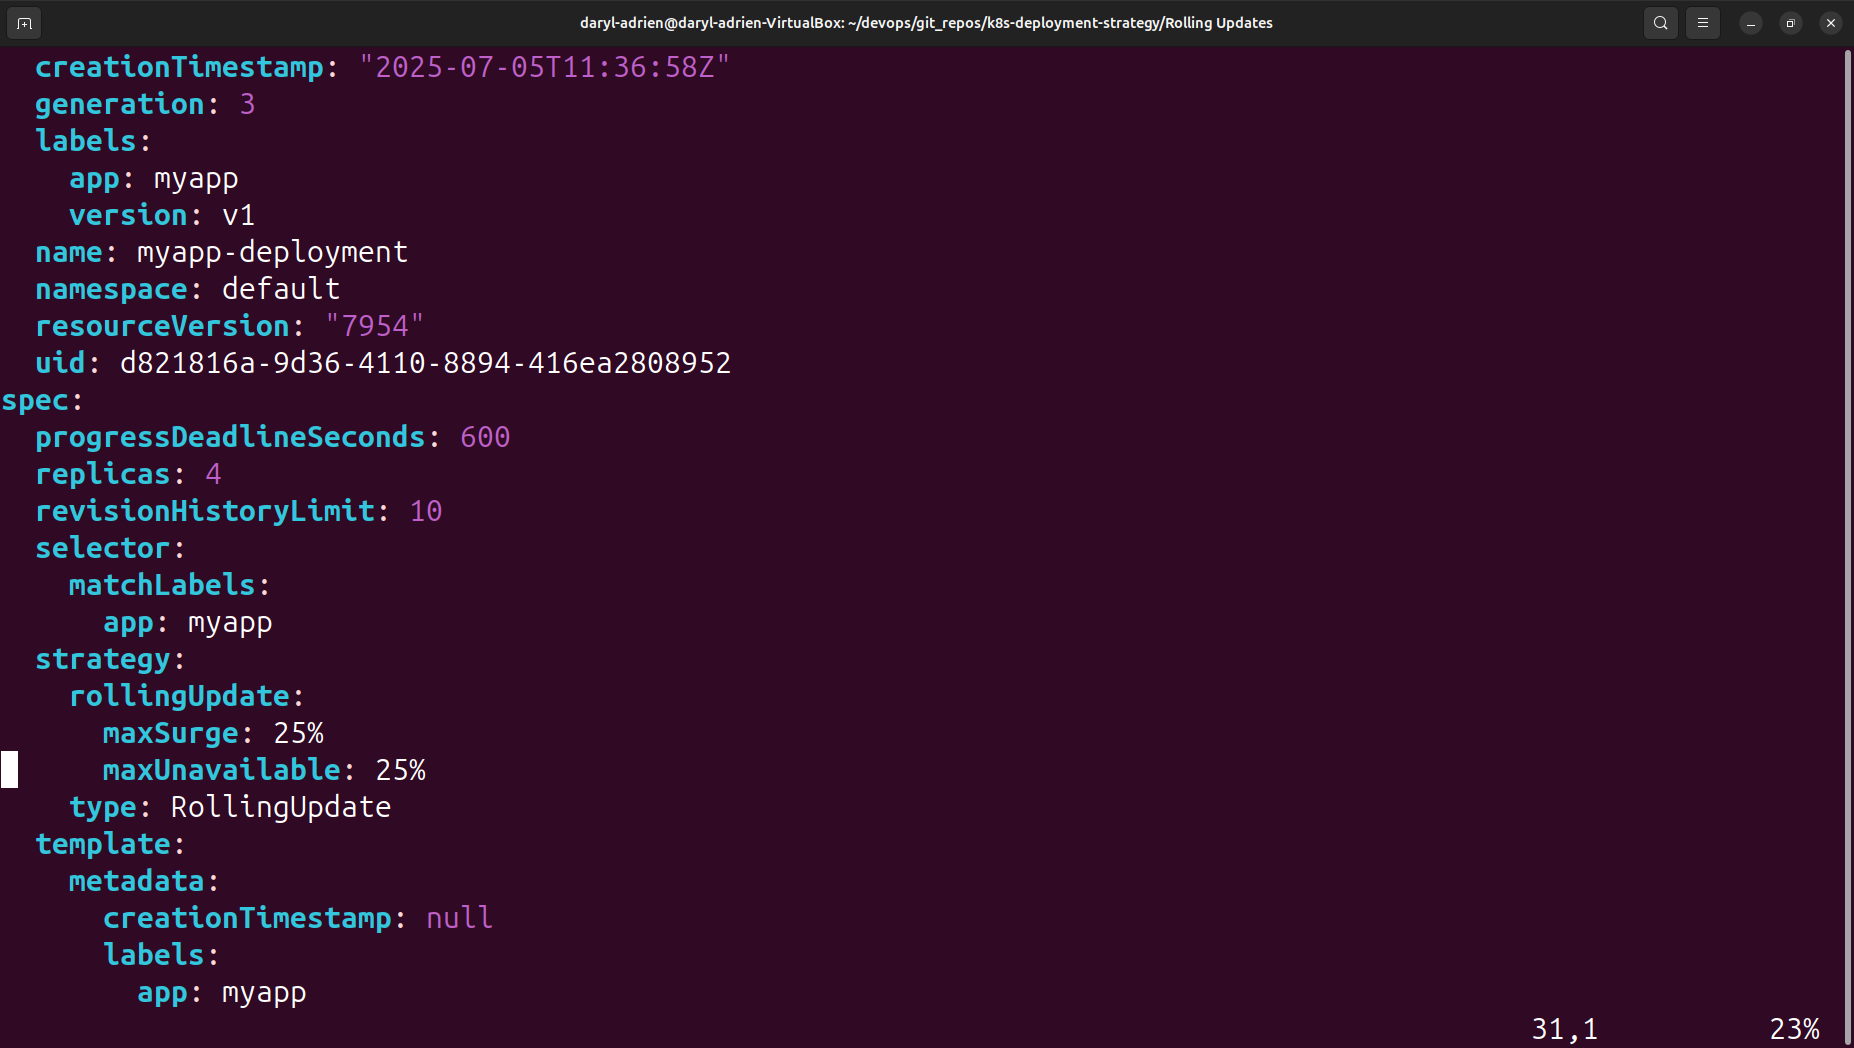 daryl-adrien@daryl-adrien-VirtualBox: ~/devops/git_repos/k8s-deployment-strategy/Rolling Updates
  creationTimestamp: "2025-07-05T11:36:58Z"
  generation: 3
  labels:
    app: myapp
    version: v1
  name: myapp-deployment
  namespace: default
  resourceVersion: "7954"
  uid: d821816a-9d36-4110-8894-416ea2808952
spec:
  progressDeadlineSeconds: 600
  replicas: 4
  revisionHistoryLimit: 10
  selector:
    matchLabels:
      app: myapp
  strategy:
    rollingUpdate:
      maxSurge: 25%
      maxUnavailable: 25%
    type: RollingUpdate
  template:
    metadata:
      creationTimestamp: null
      labels:
        app: myapp
31,1 23%